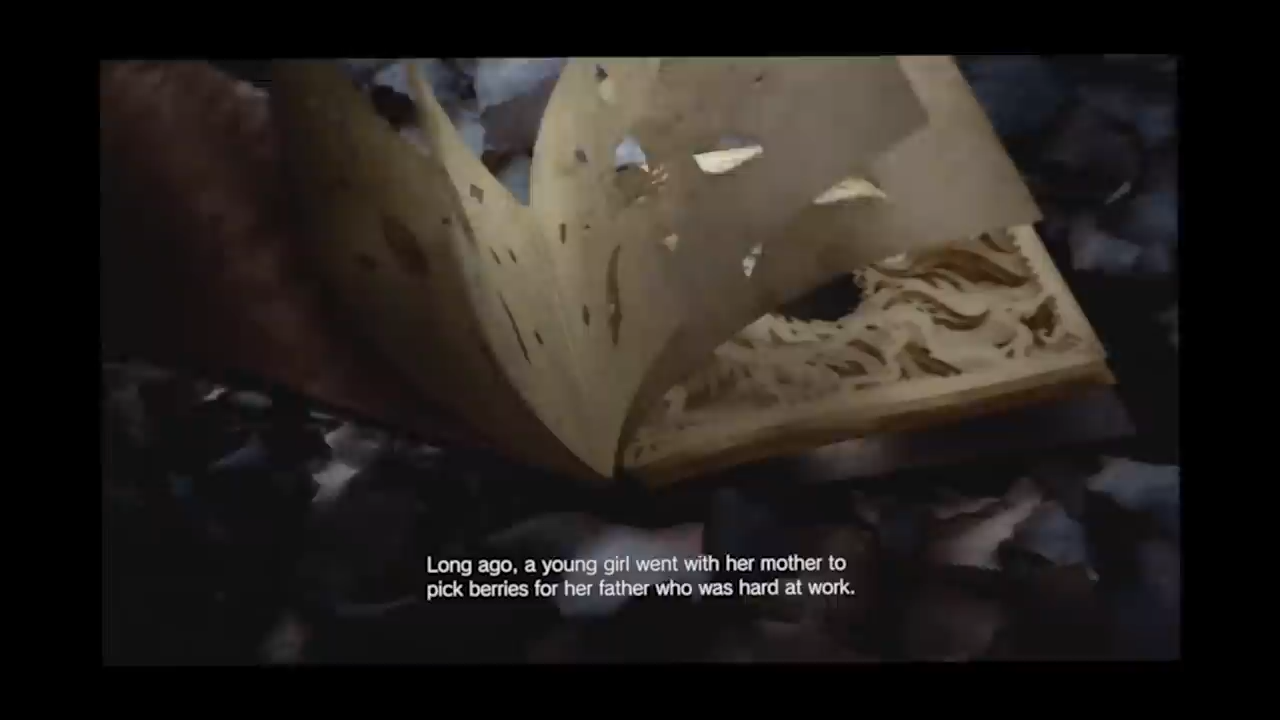 Long ago, a young girl went with her mother to
pick berries for her father who was hard at work.